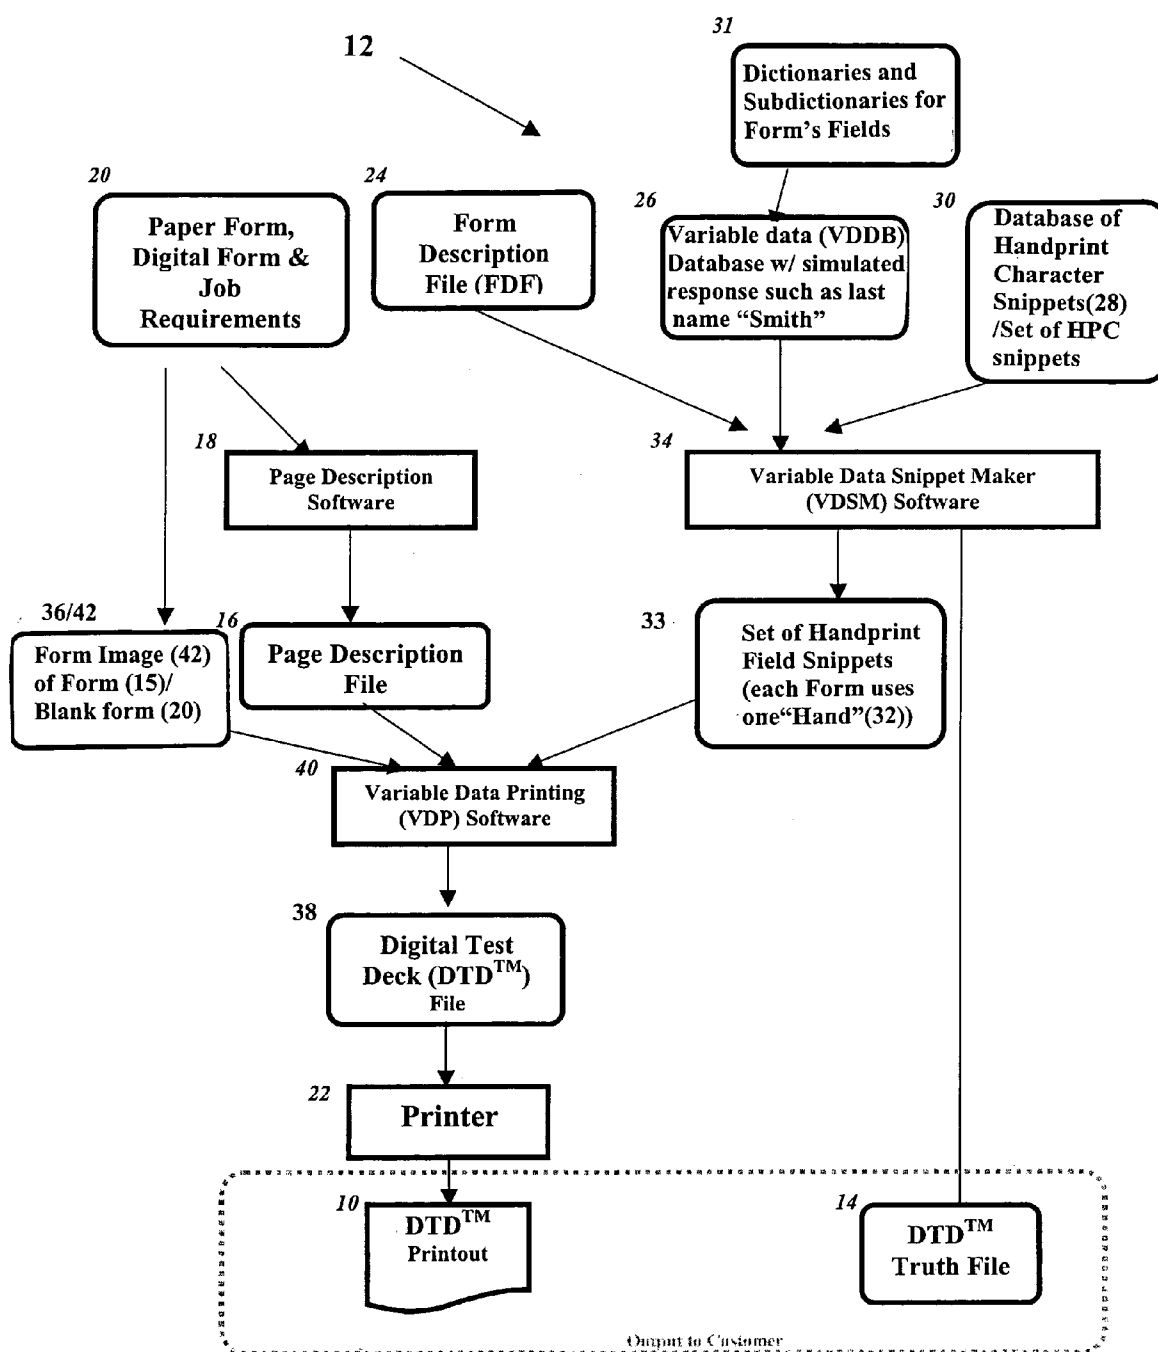 12
31
Dictionaries and
Subdictionaries for
Form's Fields
20
Paper Form,
Digital Form &
Job
Requirements
24
Form
Description
File (FDF)
26
Variable data (VDDB)
Database w/ simulated
response such as last
name “Smith”
30
Database of
Handprint
Character
Snippets(28)
/Set of HPC
snippets
18
Page Description
Software
34
Variable Data Snippet Maker
(VDSM) Software
36/42
Form Image (42)
of Form (15)/
Blank form (20)
16
Page Description
File
33
Set of Handprint
Field Snippets
(each Form uses
one“Hand”(32))
40
Variable Data Printing
(VDP) Software
38
Digital Test
Deck (DTD™)
File
22
Printer
10
DTD™
Printout
14
DTD™
Truth File
Output to Customer